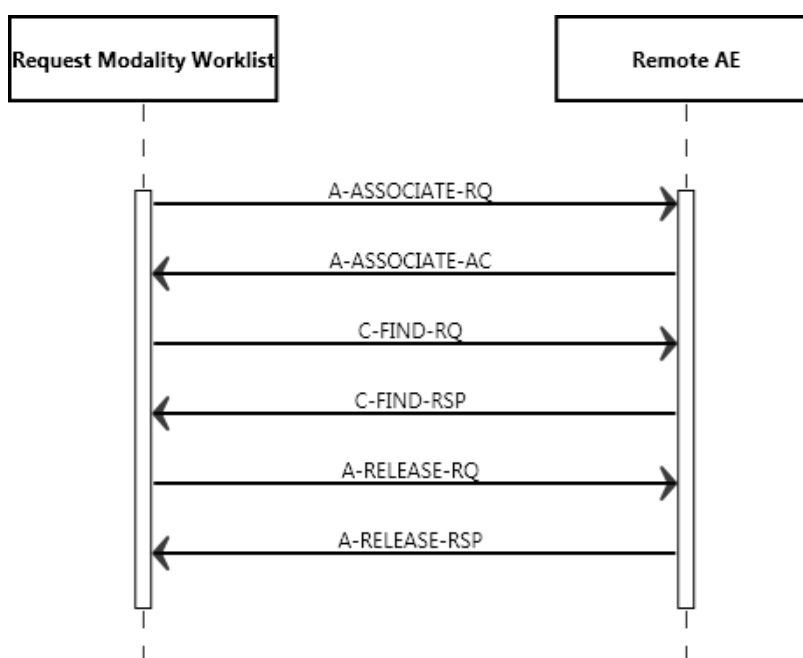 Request Modality Worklist
Remote AE
A-ASSOCIATE-RQ
A-ASSOCIATE-AC
C-FIND-RQ
C-FIND-RSP
A-RELEASE-RQ
A-RELEASE-RSP